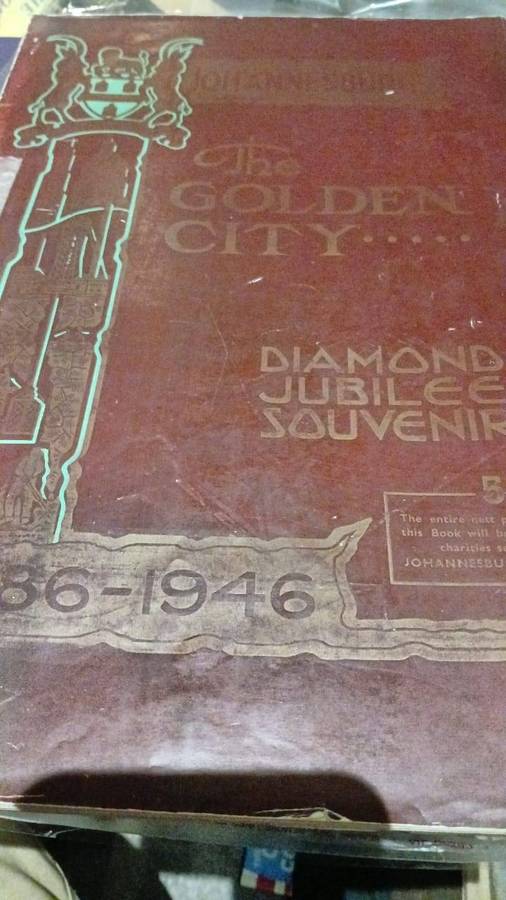 JOHANNESBURG
The
GOLDEN
CITY.....
DIAMOND
JUBILEE
SOUVENIR
5
The entire nett p
this Book will b
charities s
JOHANNESBU
86-1946